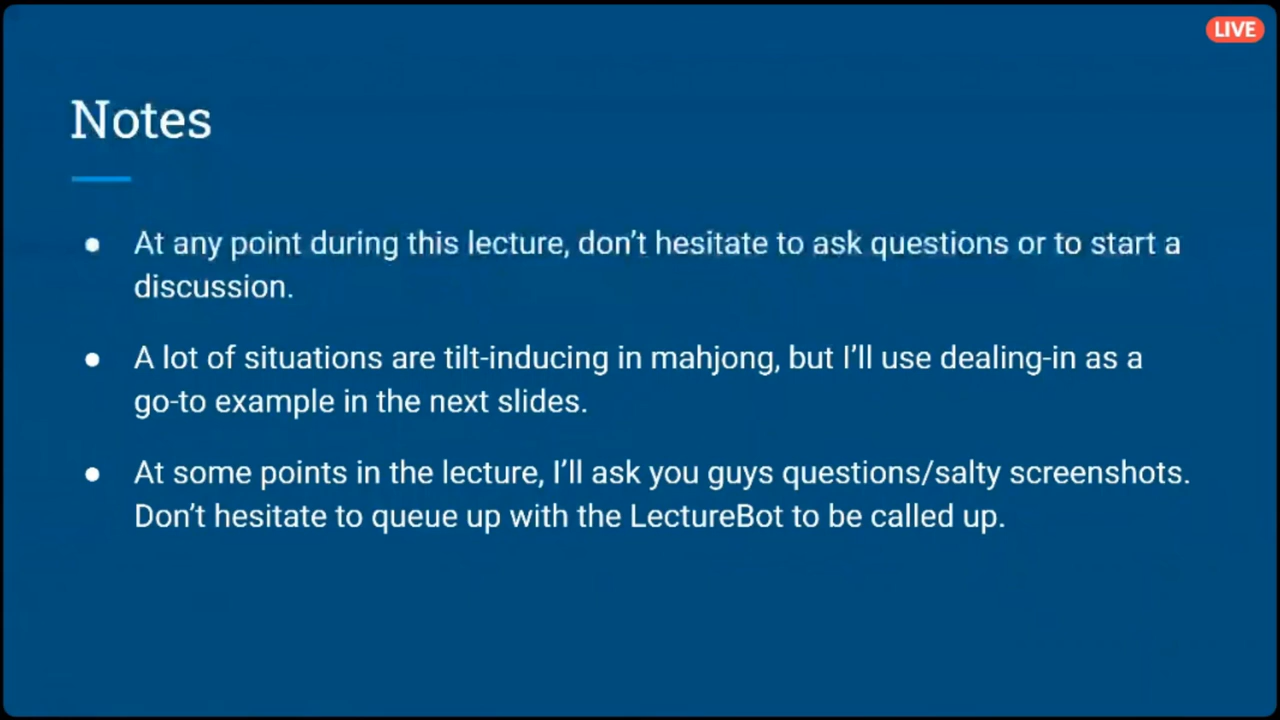 LIVE
Notes
● At any point during this lecture, don’t hesitate to ask questions or to start a
discussion.
● A lot of situations are tilt-inducing in mahjong, but I’ll use dealing-in as a
go-to example in the next slides.
● At some points in the lecture, I’ll ask you guys questions/salty screenshots.
Don’t hesitate to queue up with the LectureBot to be called up.